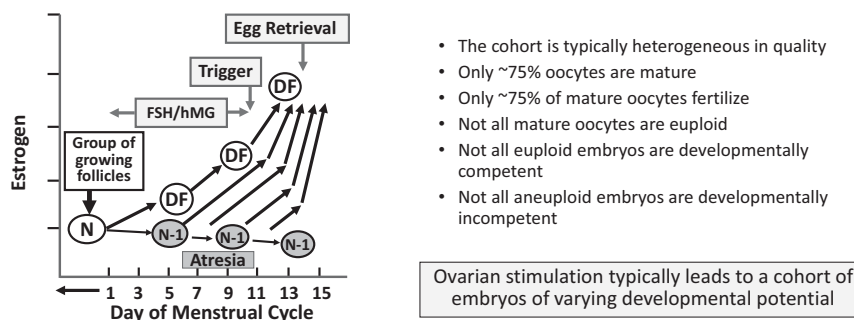 Egg Retrieval
Trigger
DF
FSH/hMG
Estrogen
Group of
growing
follicles
DF
DF
N
N-1
N-1
N-1
Atresia
1 3 5 7 9 11 13 15
Day of Menstrual Cycle
• The cohort is typically heterogeneous in quality
• Only ~75% oocytes are mature
• Only ~75% of mature oocytes fertilize
• Not all mature oocytes are euploid
• Not all euploid embryos are developmentally
competent
• Not all aneuploid embryos are developmentally
incompetent
Ovarian stimulation typically leads to a cohort of
embryos of varying developmental potential